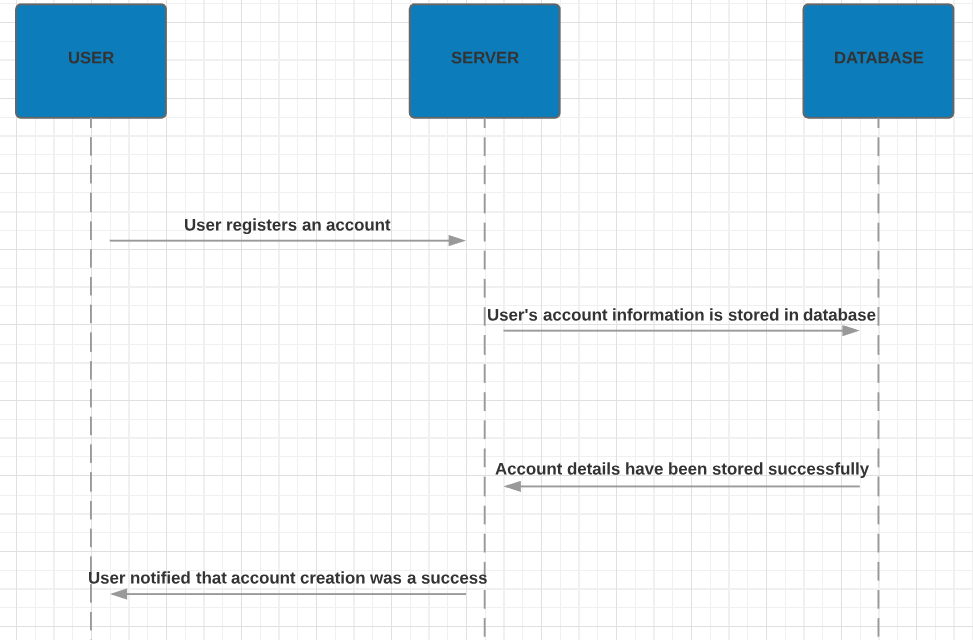 USER
SERVER
DATABASE
User registers an account
User's account information is stored in database
Account details have been stored successfully
User notified that account creation was a success